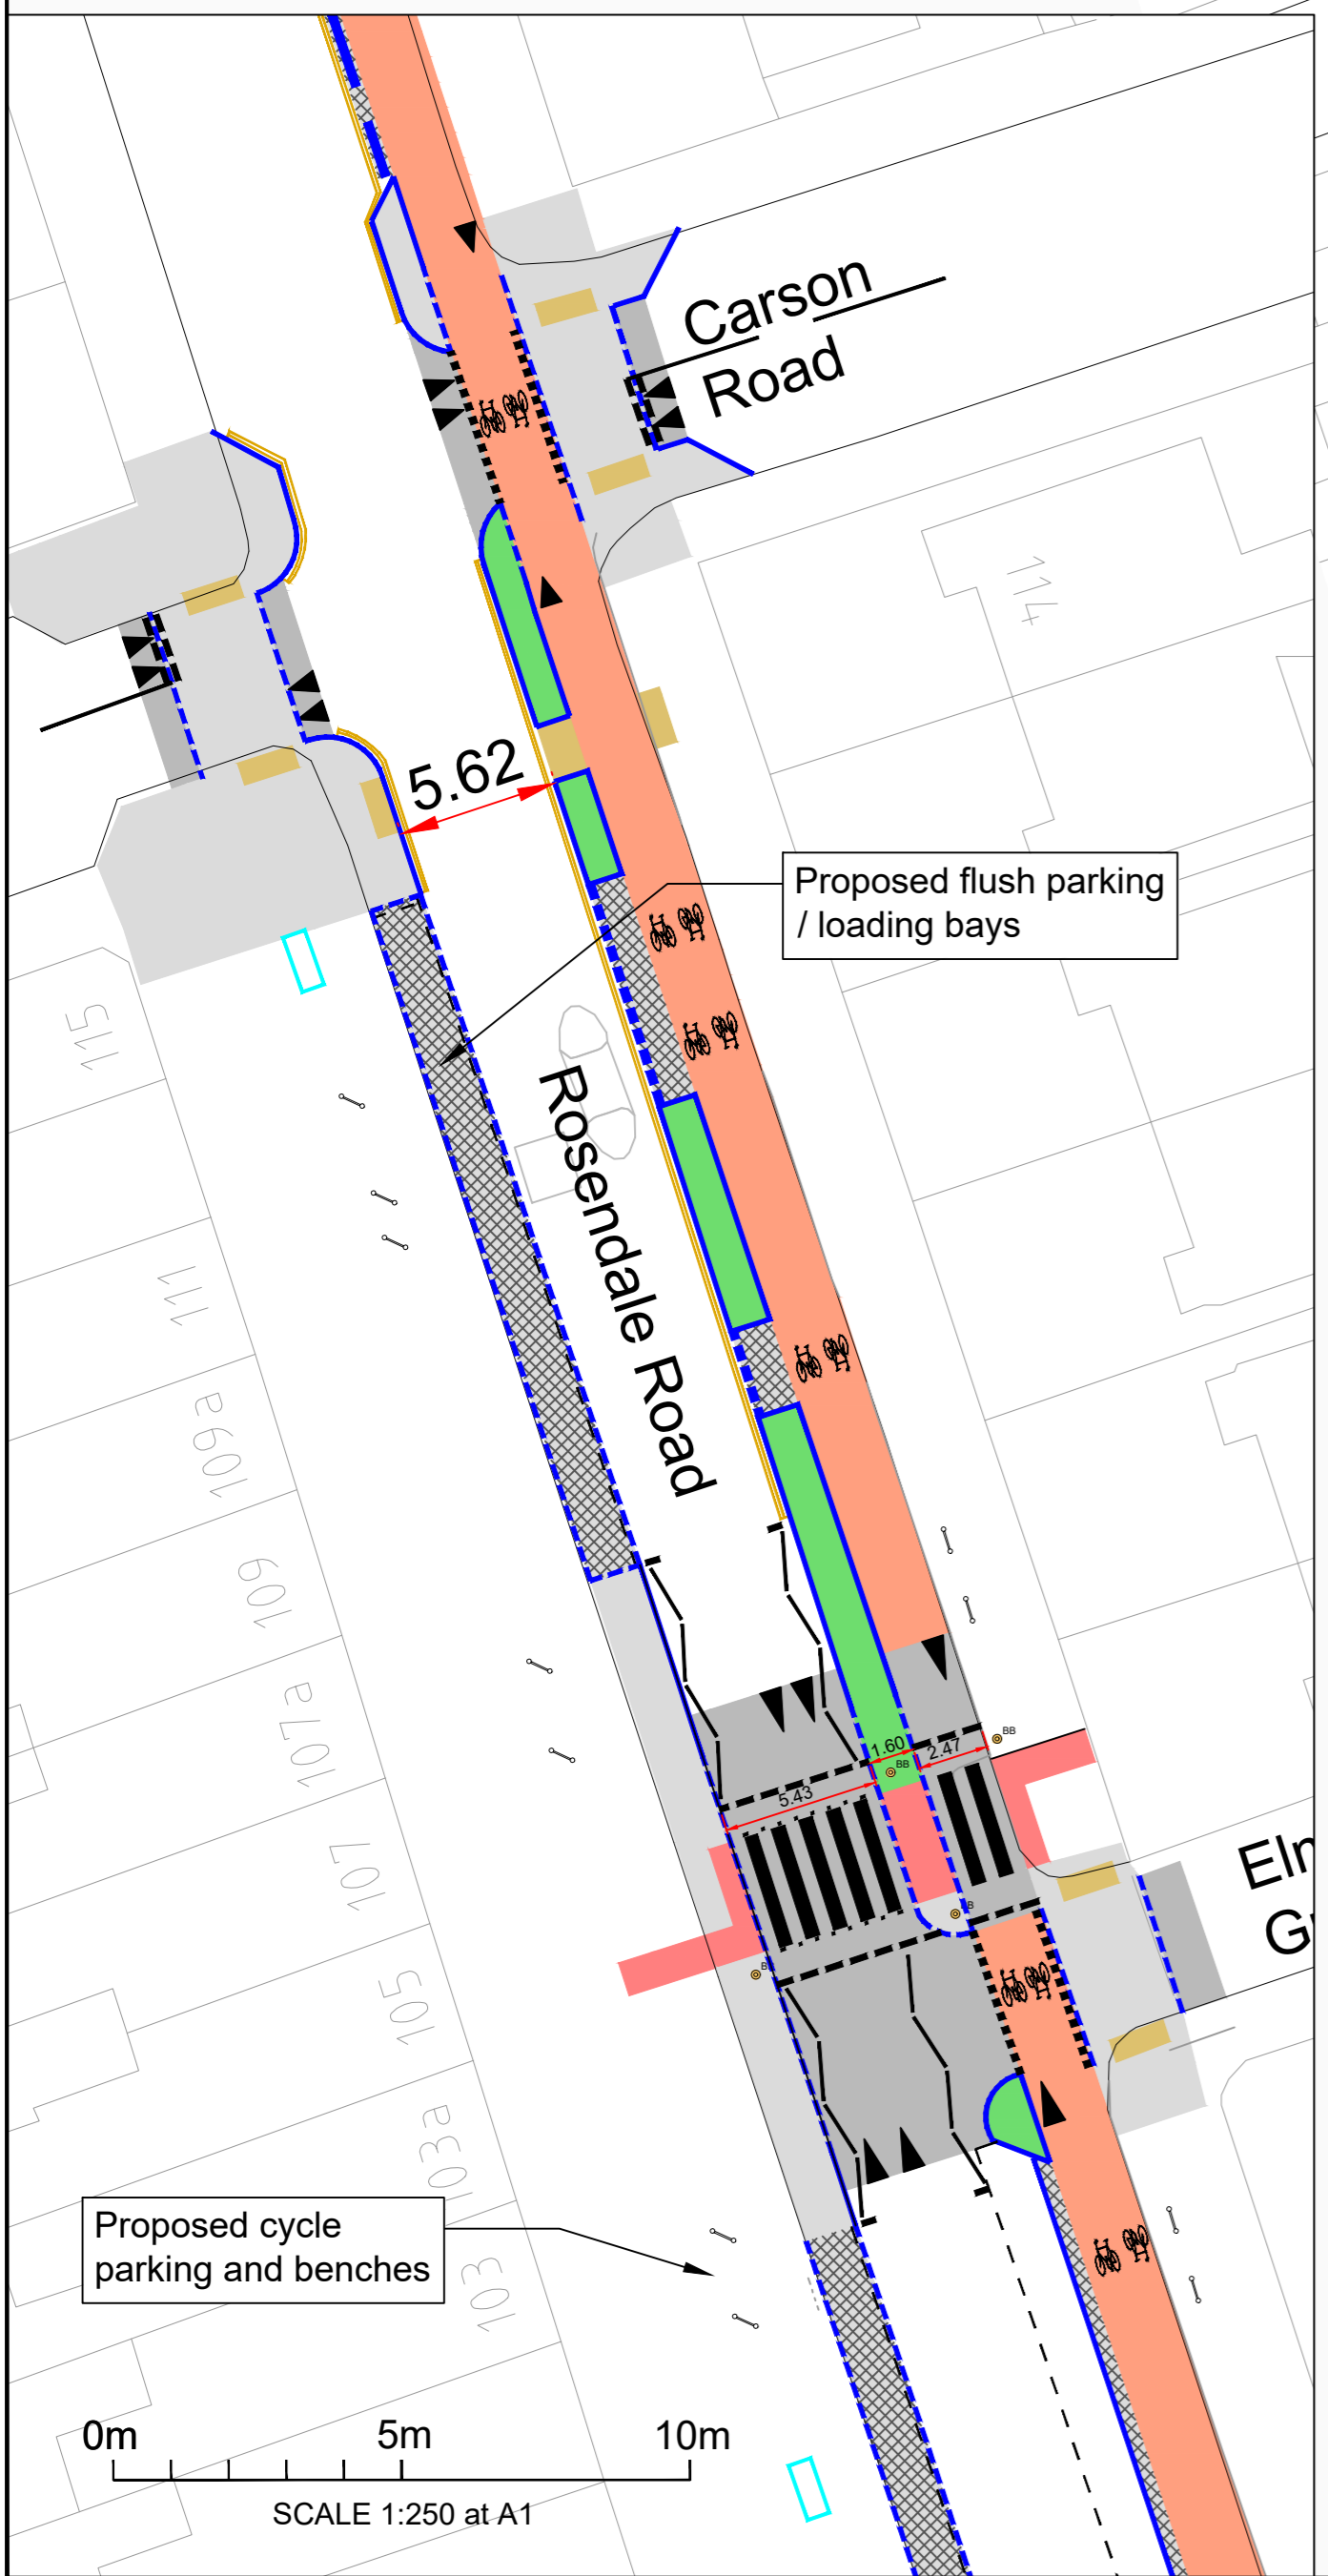 Carson
Road
114
5.62
Proposed flush parking
/ loading bays
115
Rosendale Road
111
109a
109
107a
BB
1.60
2.47
BB
5.43
107
Eln
G
B
B
105
103a
Proposed cycle
parking and benches
103
0m 5m 10m
SCALE 1:250 at A1